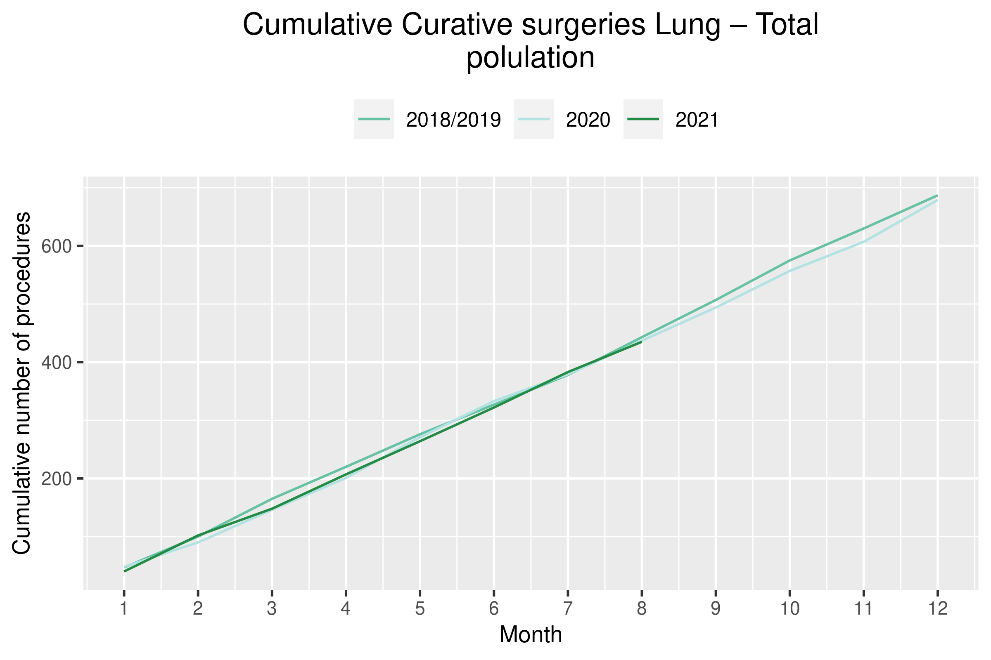 Cumulative Curative surgeries Lung – Total
polulation
2018/2019 2020 2021
Cumulative number of procedures
600
400
200
1 2 3 4 5 6 7 8 9 10 11 12
Month